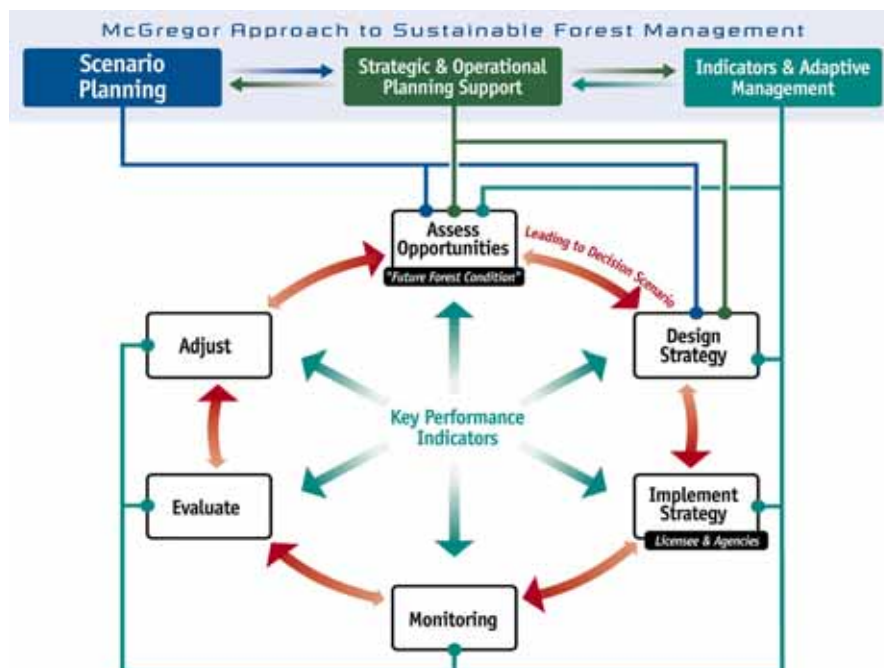 McGregor Approach to Sustainable Forest Management
Scenario
Planning
Strategic & Operational
Planning Support
Indicators & Adaptive
Management
Assess
Opportunities
"Future Forest Condition"
Leading to Decision Scenario
Adjust
Design
Strategy
Key Performance
Indicators
Evaluate
Implement
Strategy
Licensee & Agencies
Monitoring